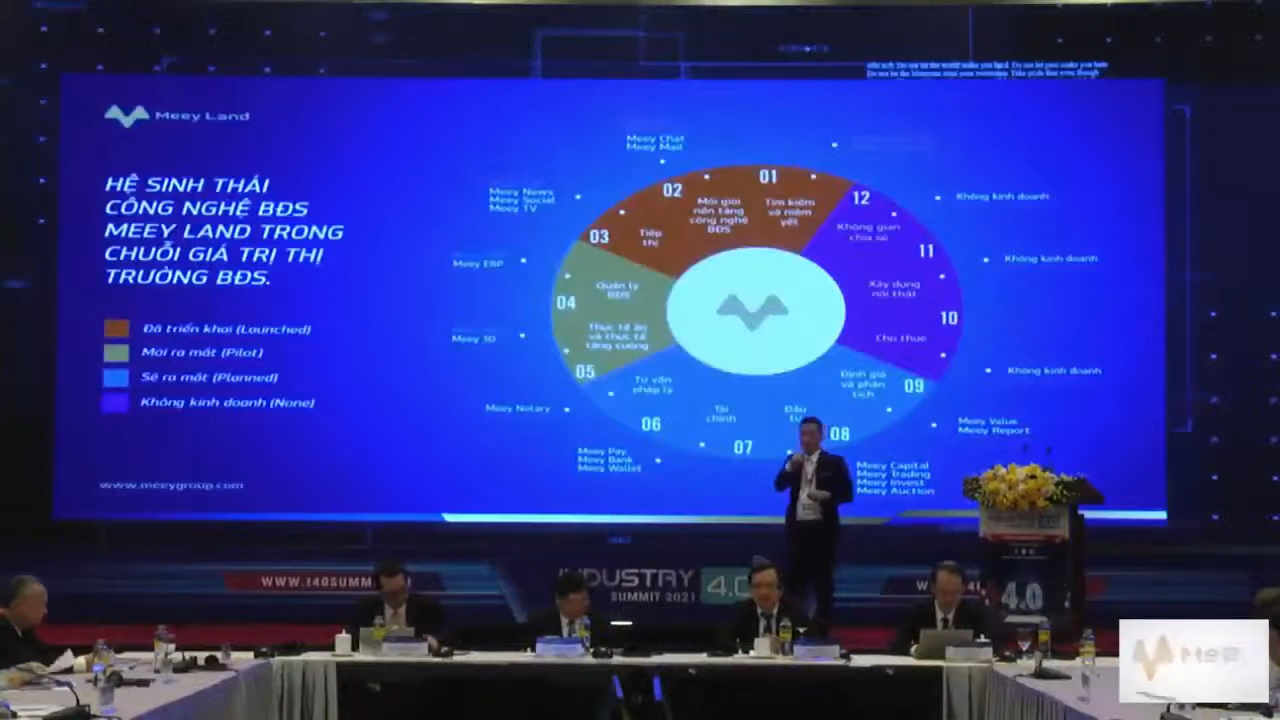 Meey Land
HỆ SINH THÁI
CÔNG NGHỆ BĐS
MEEY LAND TRONG
CHUỖI GIÁ TRỊ THỊ
TRƯỜNG BĐS.
Đã triển khai (Launched)
Mới ra mắt (Pilot)
Sẽ ra mắt (Planned)
Không kinh doanh (None)
www.meeygroup.com
Meey Chat
Meey Mail
Meey News
Meey Social
Meey TV
Meey ERP
Meey 3D
Meey Notary
Meey Pay
Meey Bank
Meey Wallet
01
Tìm kiếm
và niêm
yết
02
Môi giới
nền tảng
công nghệ
BĐS
03
Tiếp
thị
04
Quản lý
BĐS
05
Thực tế ảo
và thực tế
tăng cường
06
Tư vấn
pháp lý
07
Tài
chính
08
Đầu
09
Định giá
và phân
tích
10
Cho thuê
11
Xây dựng
nội thất
12
Không gian
chia sẻ
Không kinh doanh
Không kinh doanh
Không kinh doanh
Meey Value
Meey Report
Meey Capital
Meey Trading
Meey Invest
Meey Auction
INDUSTRY
4.0
SUMMIT 2021
4.0